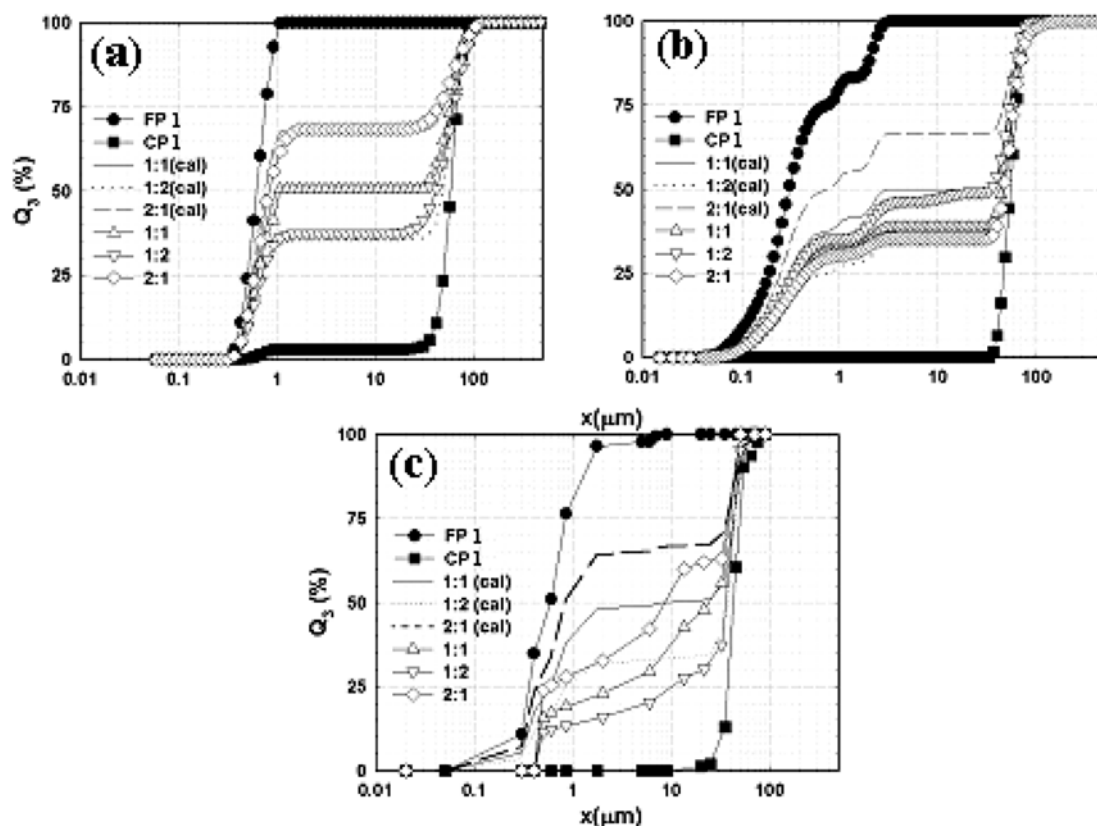 (a)
100
75
50
25
0
Q3 (%)
FP 1
CP 1
1:1(cal)
1:2(cal)
2:1(cal)
1:1
1:2
2:1
0.01 0.1 1 10 100
(b)
100
75
50
25
0
FP 1
CP 1
1:1(cal)
1:2(cal)
2:1(cal)
1:1
1:2
2:1
0.01 0.1 1 10 100
x(μm)
(c)
100
75
50
25
0
Q3 (%)
FP 1
CP 1
1:1 (cal)
1:2 (cal)
2:1 (cal)
1:1
1:2
2:1
0.01 0.1 1 10 100
x(μm)